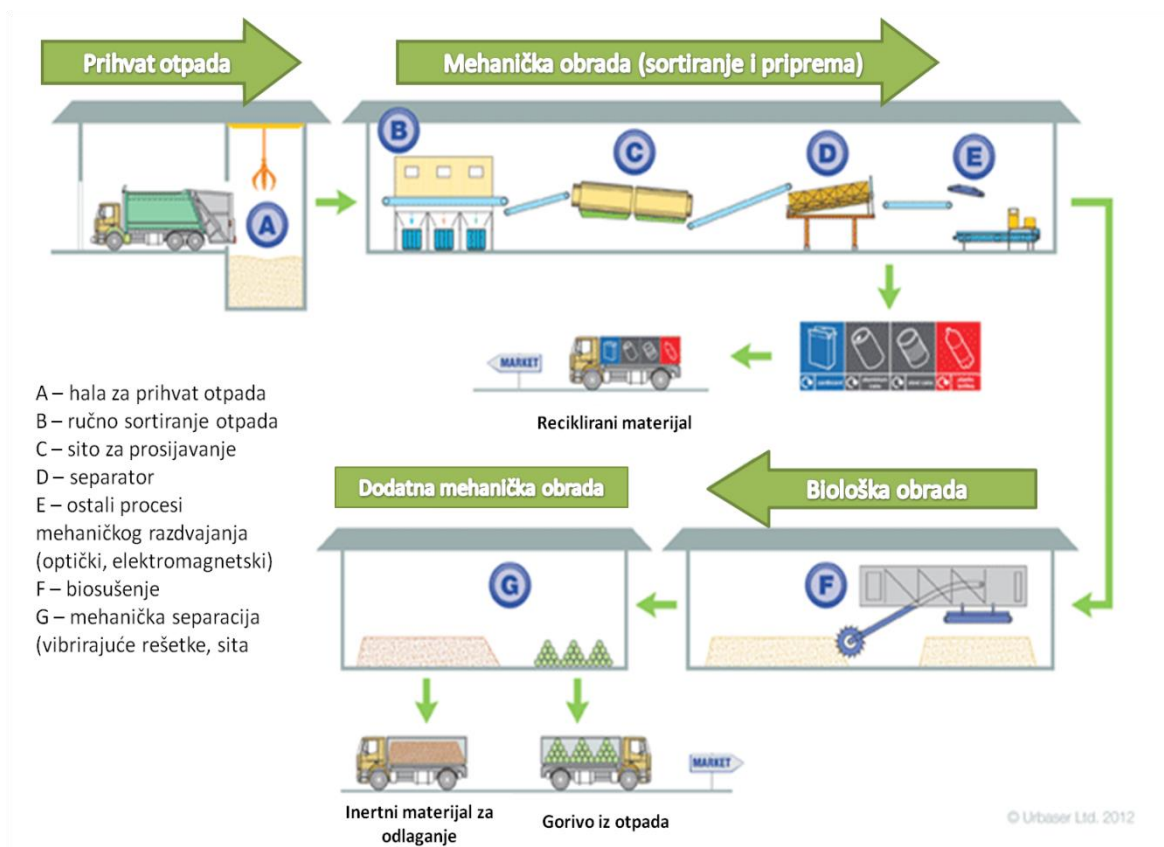 Prihvat otpada
Mehanička obrada (sortiranje i priprema)
B
C
D
E
A
MARKET
Reciklirani materijal
A – hala za prihvat otpada
B – ručno sortiranje otpada
C – sito za prosijavanje
D – separator
E – ostali procesi
mehaničkog razdvajanja
(optički, elektromagnetski)
F – biosušenje
G – mehanička separacija
(vibrirajuće rešetke, sita
Dodatna mehanička obrada
Biološka obrada
G
F
MARKET
Inertni materijal za
odlaganje
Gorivo iz otpada
© Urbaser Ltd. 2012